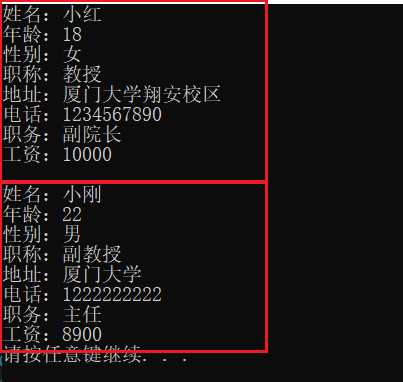 姓名：小红
年龄：18
性别：女
职称：教授
地址：厦门大学翔安校区
电话：1234567890
职务：副院长
工资：10000
姓名：小刚
年龄：22
性别：男
职称：副教授
地址：厦门大学
电话：1222222222
职务：主任
工资：8900
请按任意键继续. . .